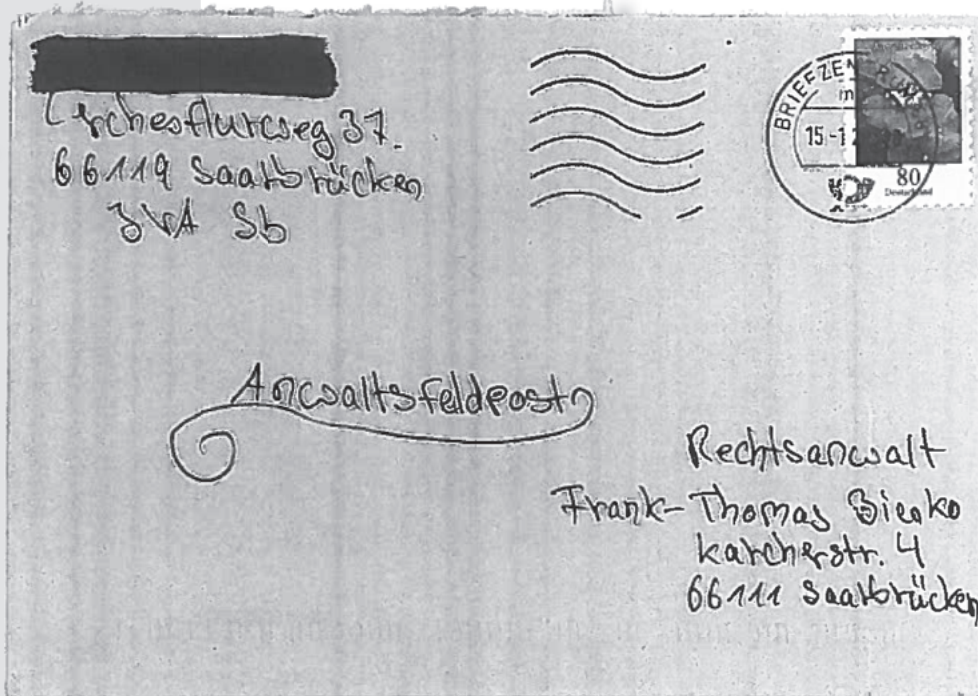 Lerchesflurweg 37.
66119 Saarbrücken
JVA Sb
BRIEFZEN
15.-1
80
Deutschland
Anwaltsfeldpost
Rechtsanwalt
Frank-Thomas
Karcherstr. 4
66111 Saarbrücken